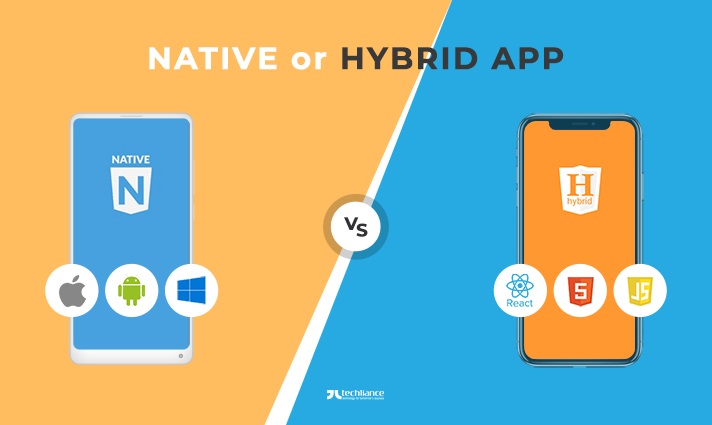 NATIVE or HYBRID APP
NATIVE
N
H
hybrid
VS
React
5
JS
techliance